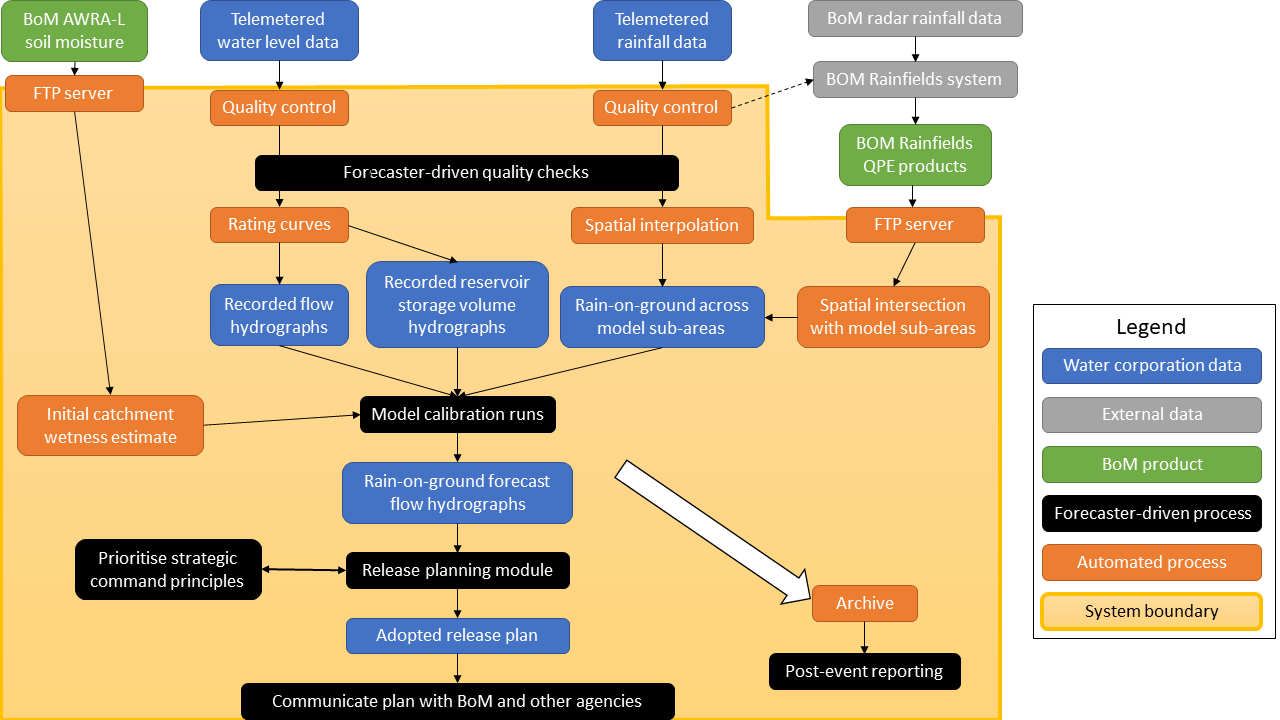 BoM AWRA-L
soil moisture
Telemetered
water level data
Telemetered
rainfall data
BoM radar rainfall data
FTP server
Quality control
Quality control
BOM Rainfields system
Forecaster-driven quality checks
BOM Rainfields
QPE products
Rating curves
Spatial interpolation
FTP server
Recorded flow
hydrographs
Recorded reservoir
storage volume
hydrographs
Rain-on-ground across
model sub-areas
Spatial intersection
with model sub-areas
Initial catchment
wetness estimate
Model calibration runs
Rain-on-ground forecast
flow hydrographs
Prioritise strategic
command principles
Release planning module
Archive
Adopted release plan
Post-event reporting
Communicate plan with BoM and other agencies
Legend
Water corporation data
External data
BoM product
Forecaster-driven process
Automated process
System boundary